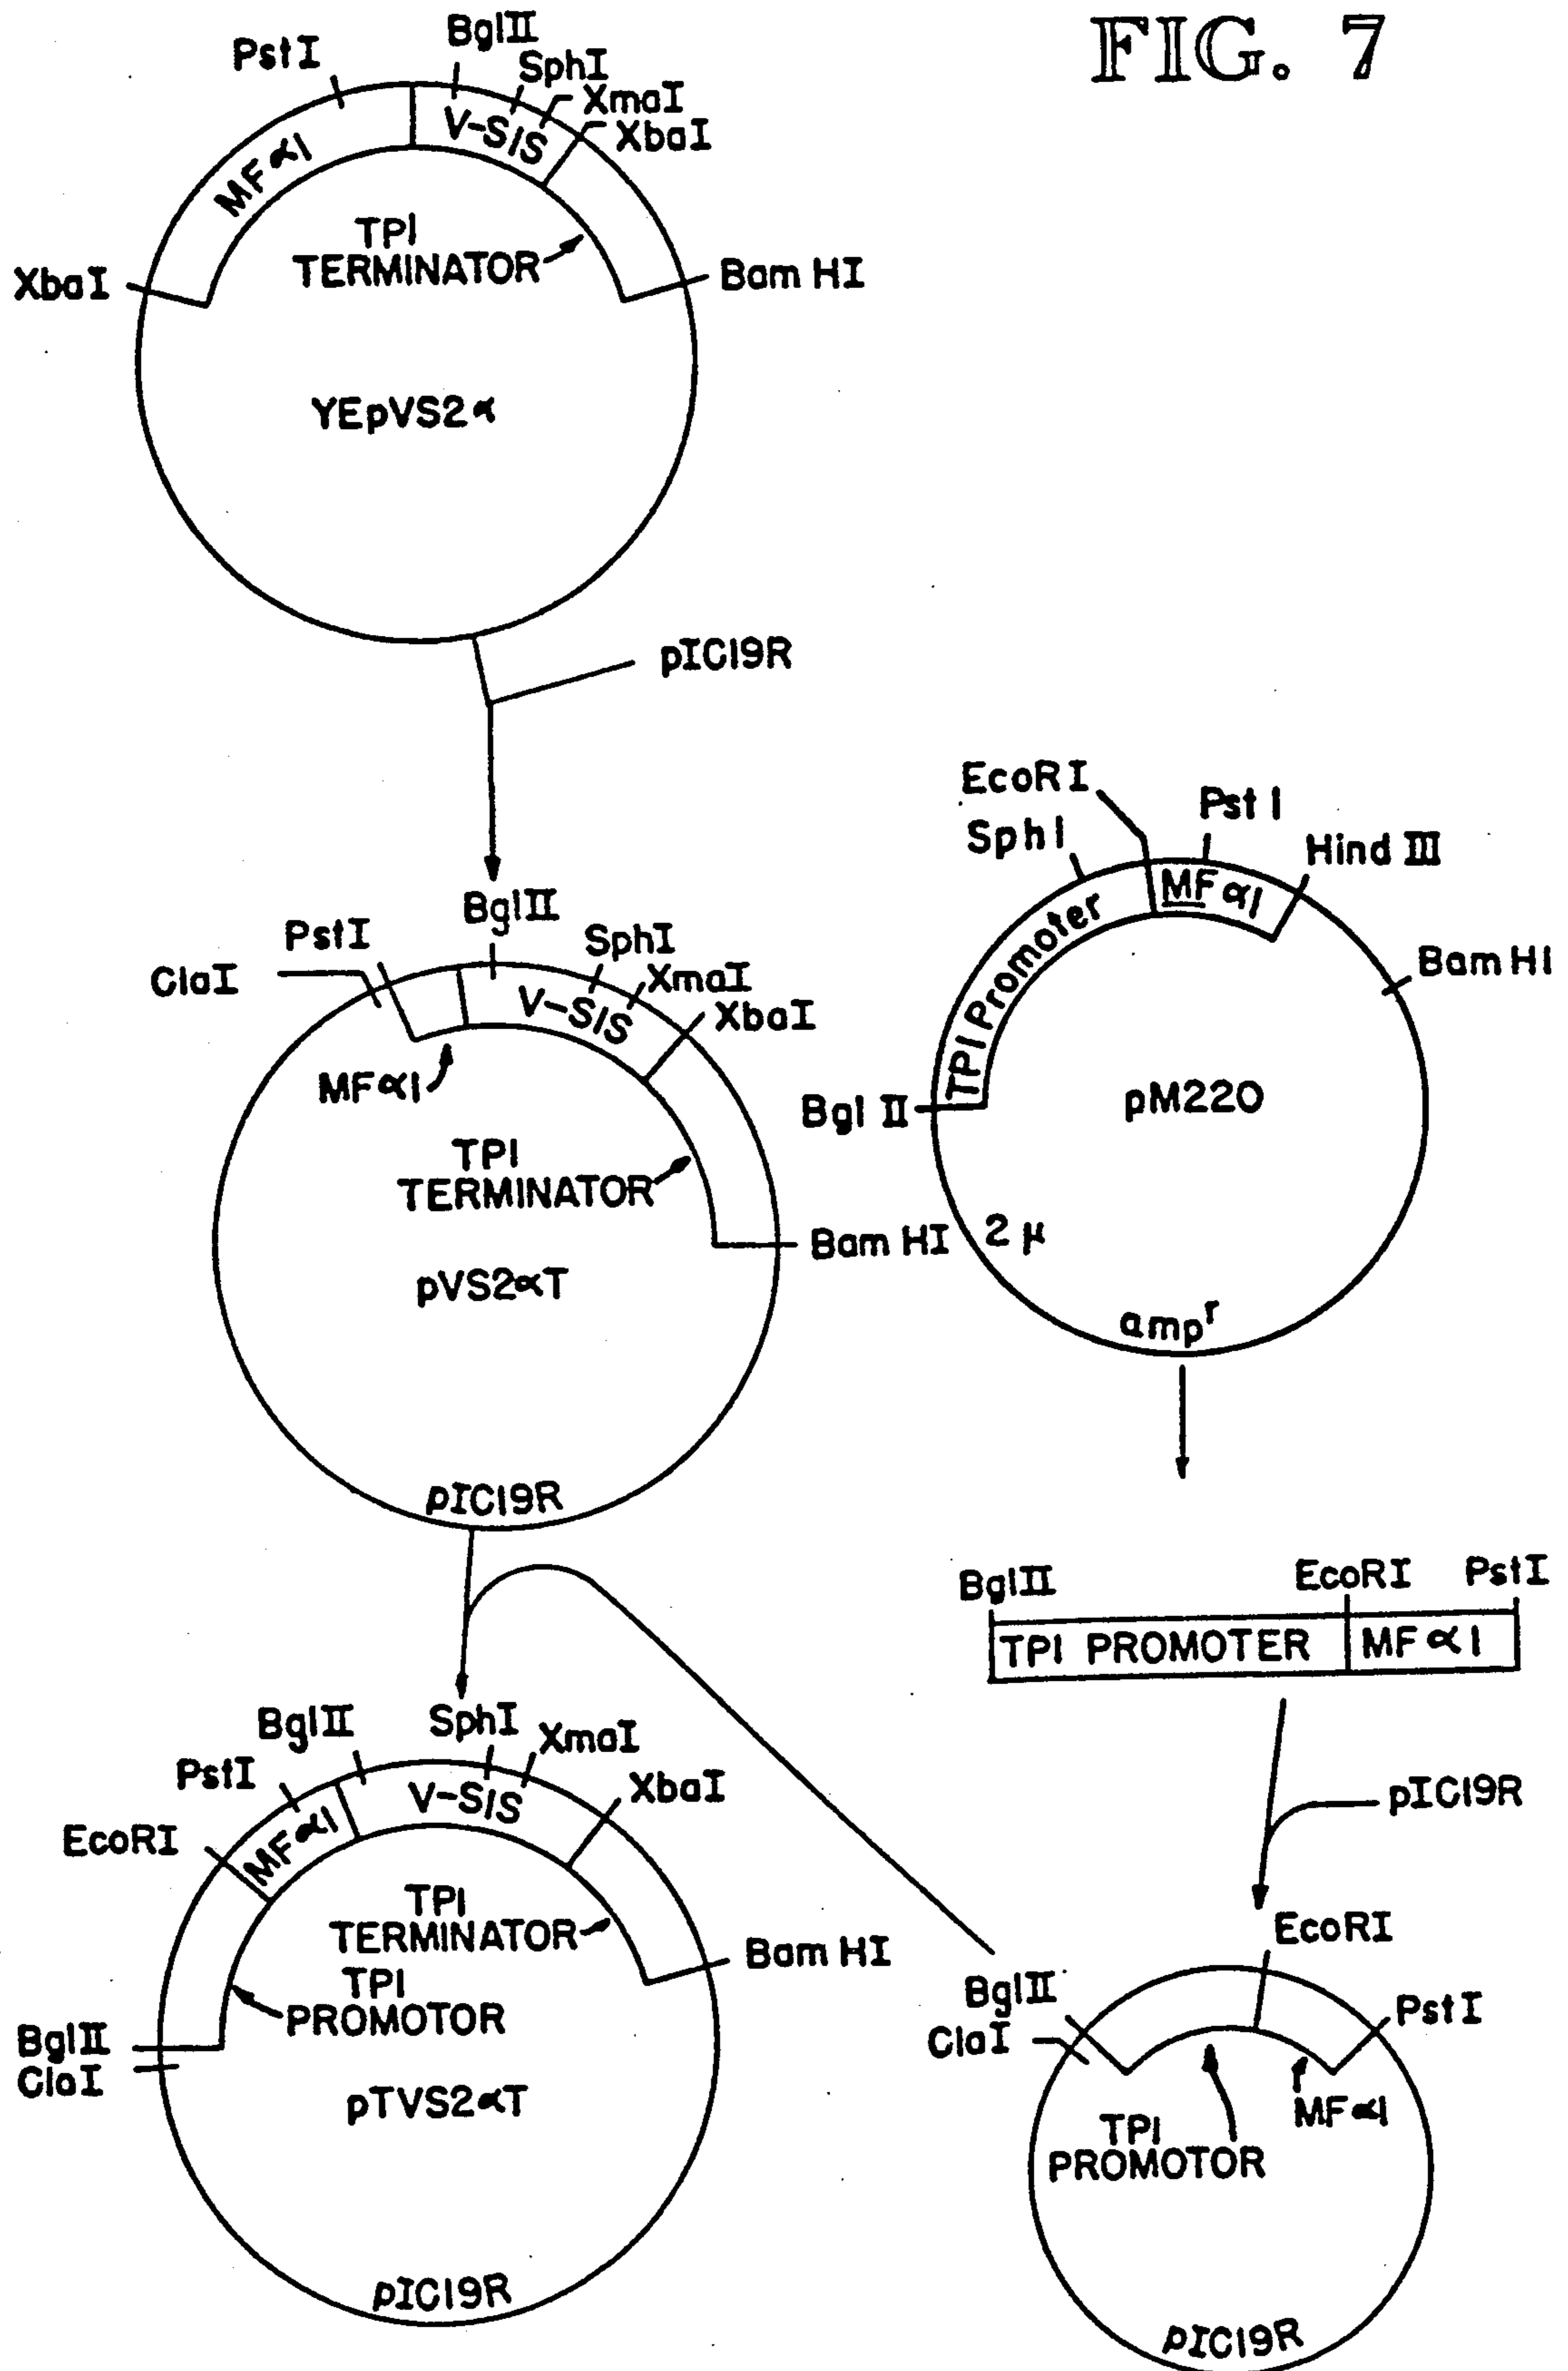 FIG. 7
PstI
BglII
SphI
XmaI
XbaI
MFα1
V-SIS
TPI
TERMINATOR
XbaI
Bam HI
YEpVS2α
pIC19R
BglII
PstI
SphI
ClaI
XmaI
XbaI
V-SIS
MFα1
TPI
TERMINATOR
Bam HI
pVS2αT
pIC19R
EcoRI
Pst I
SphI
Hind III
MFα1
TPI Promoter
Bam HI
Bgl II
pM220
2 µ
ampʳ
BglII
EcoRI
PstI
TPI PROMOTER
MFα1
pIC19R
SphI
BglII
XmaI
PstI
XbaI
V-SIS
EcoRI
MFα1
TPI
TERMINATOR
Bam HI
TPI
PROMOTOR
BglII
ClaI
pTVS2αT
pIC19R
EcoRI
BglII
PstI
ClaI
MFα1
TPI
PROMOTOR
pIC19R